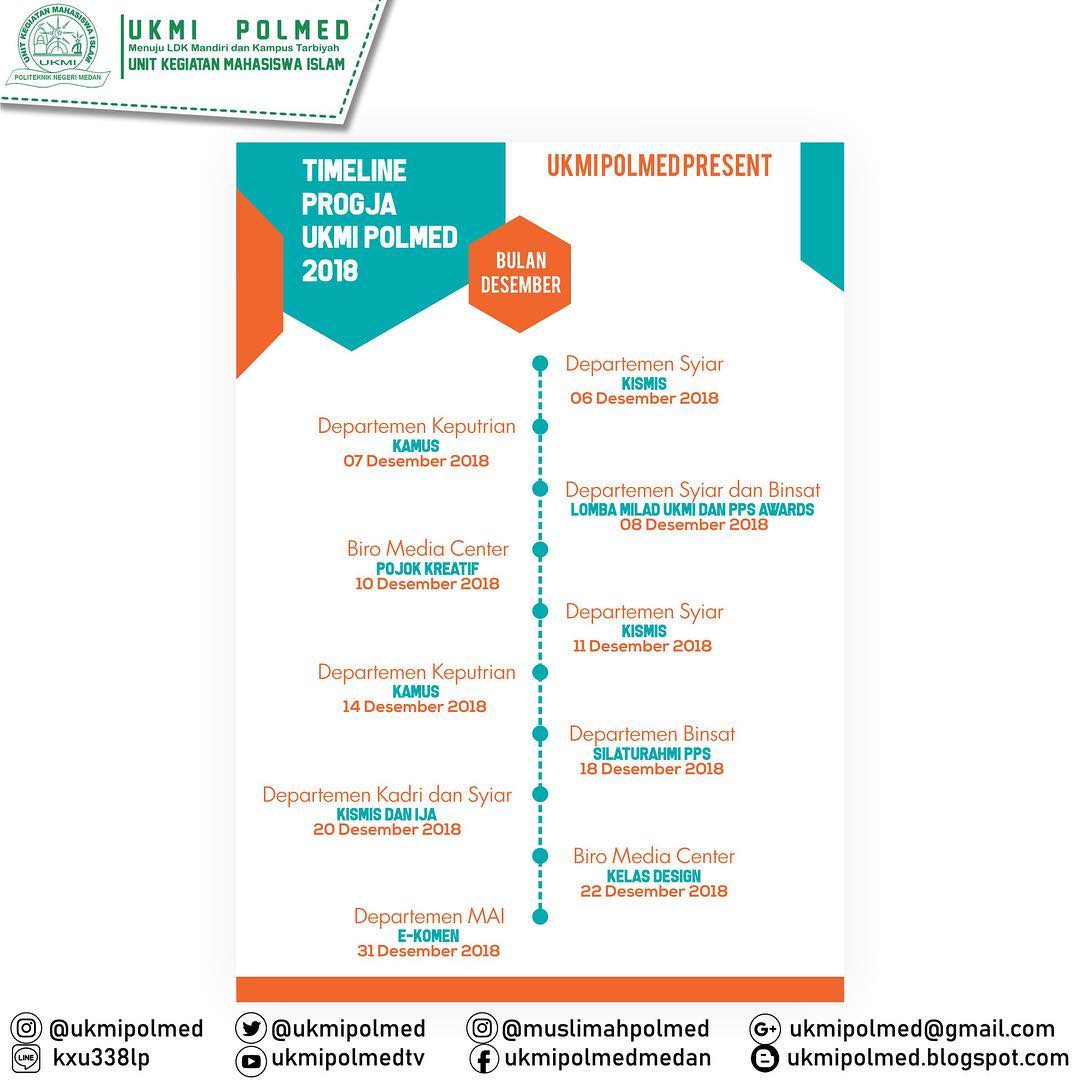 UNIT KEGIATAN MAHASISWA ISLAM
UKMI
POLITEKNIK NEGERI MEDAN
UKMI POLMED
Menuju LDK Mandiri dan Kampus Tarbiyah
UNIT KEGIATAN MAHASISWA ISLAM
TIMELINE
PROGJA
UKMI POLMED
2018
UKMI POLMED PRESENT
BULAN
DESEMBER
Departemen Syiar
KISMIS
06 Desember 2018
Departemen Keputrian
KAMUS
07 Desember 2018
Departemen Syiar dan Binsat
LOMBA MILAD UKMI DAN PPS AWARDS
08 Desember 2018
Biro Media Center
POJOK KREATIF
10 Desember 2018
Departemen Syiar
KISMIS
11 Desember 2018
Departemen Keputrian
KAMUS
14 Desember 2018
Departemen Binsat
SILATURAHMI PPS
18 Desember 2018
Departemen Kadri dan Syiar
KISMIS DAN IJA
20 Desember 2018
Biro Media Center
KELAS DESIGN
22 Desember 2018
Departemen MAI
E-KOMEN
31 Desember 2018
@ukmipolmed
@ukmipolmed
@muslimahpolmed
G+ ukmipolmed@gmail.com
LINE kxu338lp
ukmipolmedtv
ukmipolmedmedan
ukmipolmed.blogspot.com